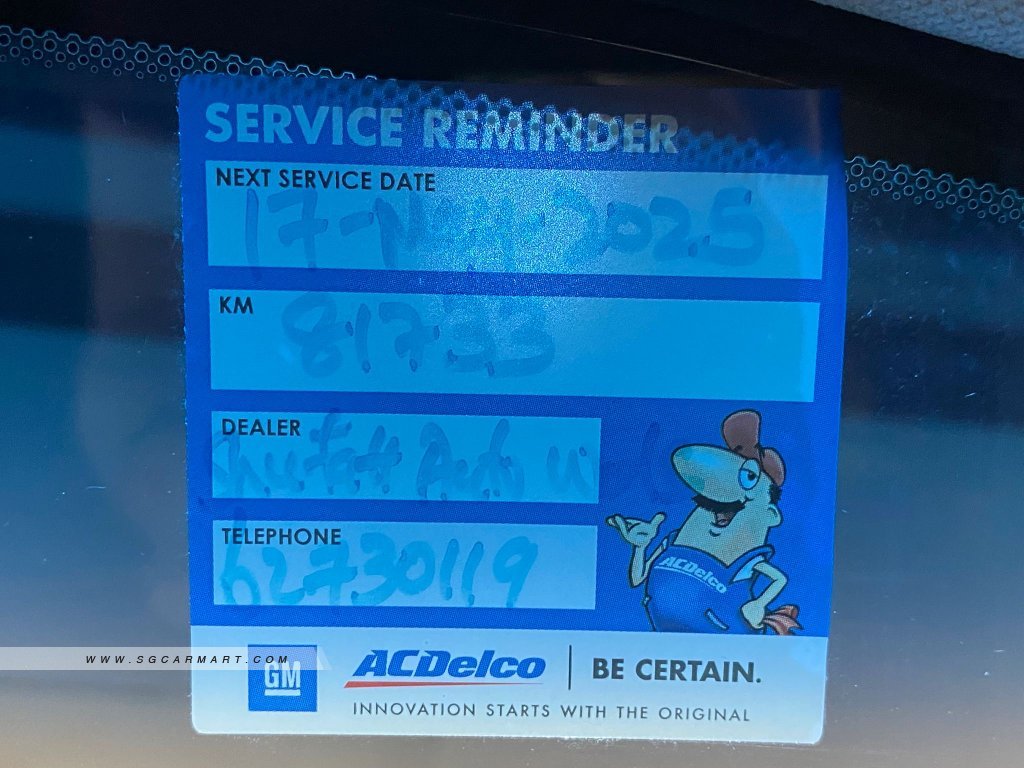 SERVICE REMINDER
NEXT SERVICE DATE
17-Nov 2025
KM
81733
DEALER
Auto
TELEPHONE
62730119
ACDelco
WWW.SGCARMART.COM
GM
ACDelco | BE CERTAIN.
INNOVATION STARTS WITH THE ORIGINAL